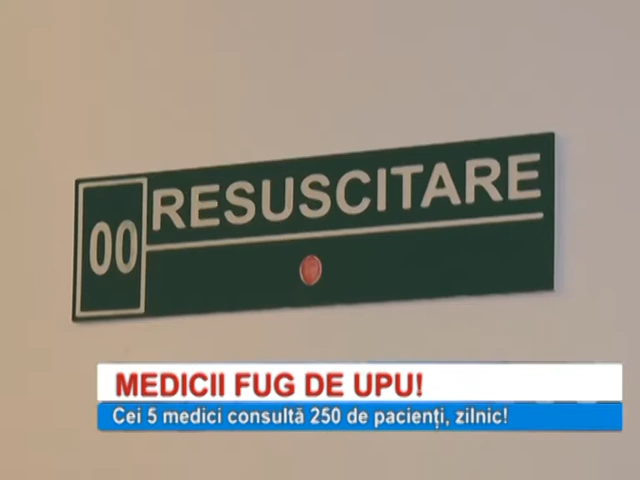 00
RESUSCITARE
MEDICII FUG DE UPU!
Cei 5 medici consultă 250 de pacienți, zilnic!